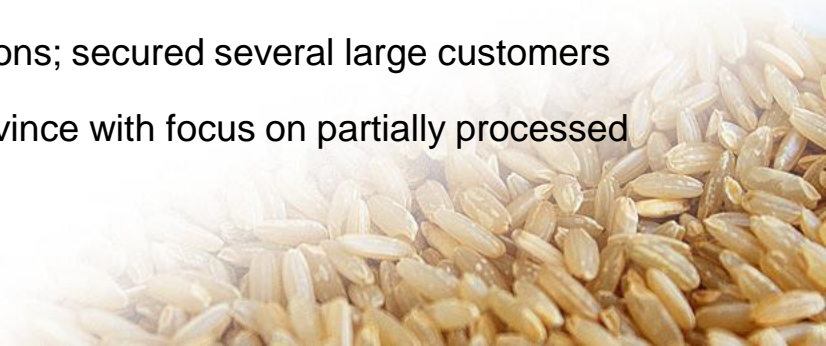 ons; secured several large customers
vince with focus on partially processed